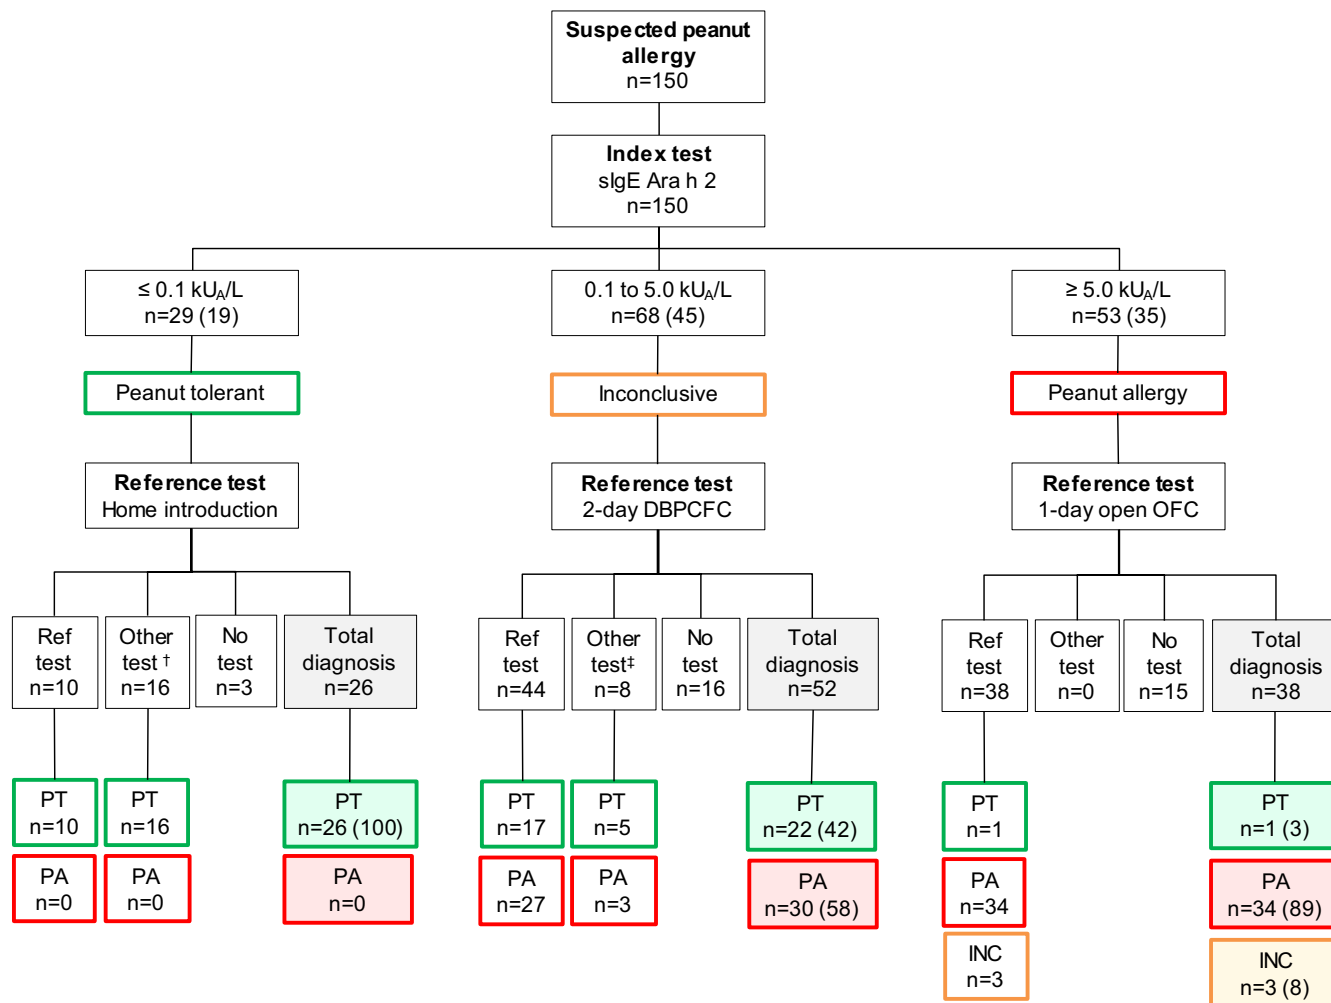 Suspected peanut
allergy
n=150
Index test
sIgE Ara h 2
n=150
≤ 0.1 kU_A/L
n=29 (19)
0.1 to 5.0 kU_A/L
n=68 (45)
≥ 5.0 kU_A/L
n=53 (35)
Peanut tolerant
Inconclusive
Peanut allergy
Reference test
Home introduction
Reference test
2-day DBPCFC
Reference test
1-day open OFC
Ref
test
n=10
Other
test †
n=16
No
test
n=3
Total
diagnosis
n=26
Ref
test
n=44
Other
test‡
n=8
No
test
n=16
Total
diagnosis
n=52
Ref
test
n=38
Other
test
n=0
No
test
n=15
Total
diagnosis
n=38
PT
n=10
PT
n=16
PT
n=26 (100)
PT
n=17
PT
n=5
PT
n=22 (42)
PT
n=1
PT
n=1 (3)
PA
n=0
PA
n=0
PA
n=0
PA
n=27
PA
n=3
PA
n=30 (58)
PA
n=34
PA
n=34 (89)
INC
n=3
INC
n=3 (8)